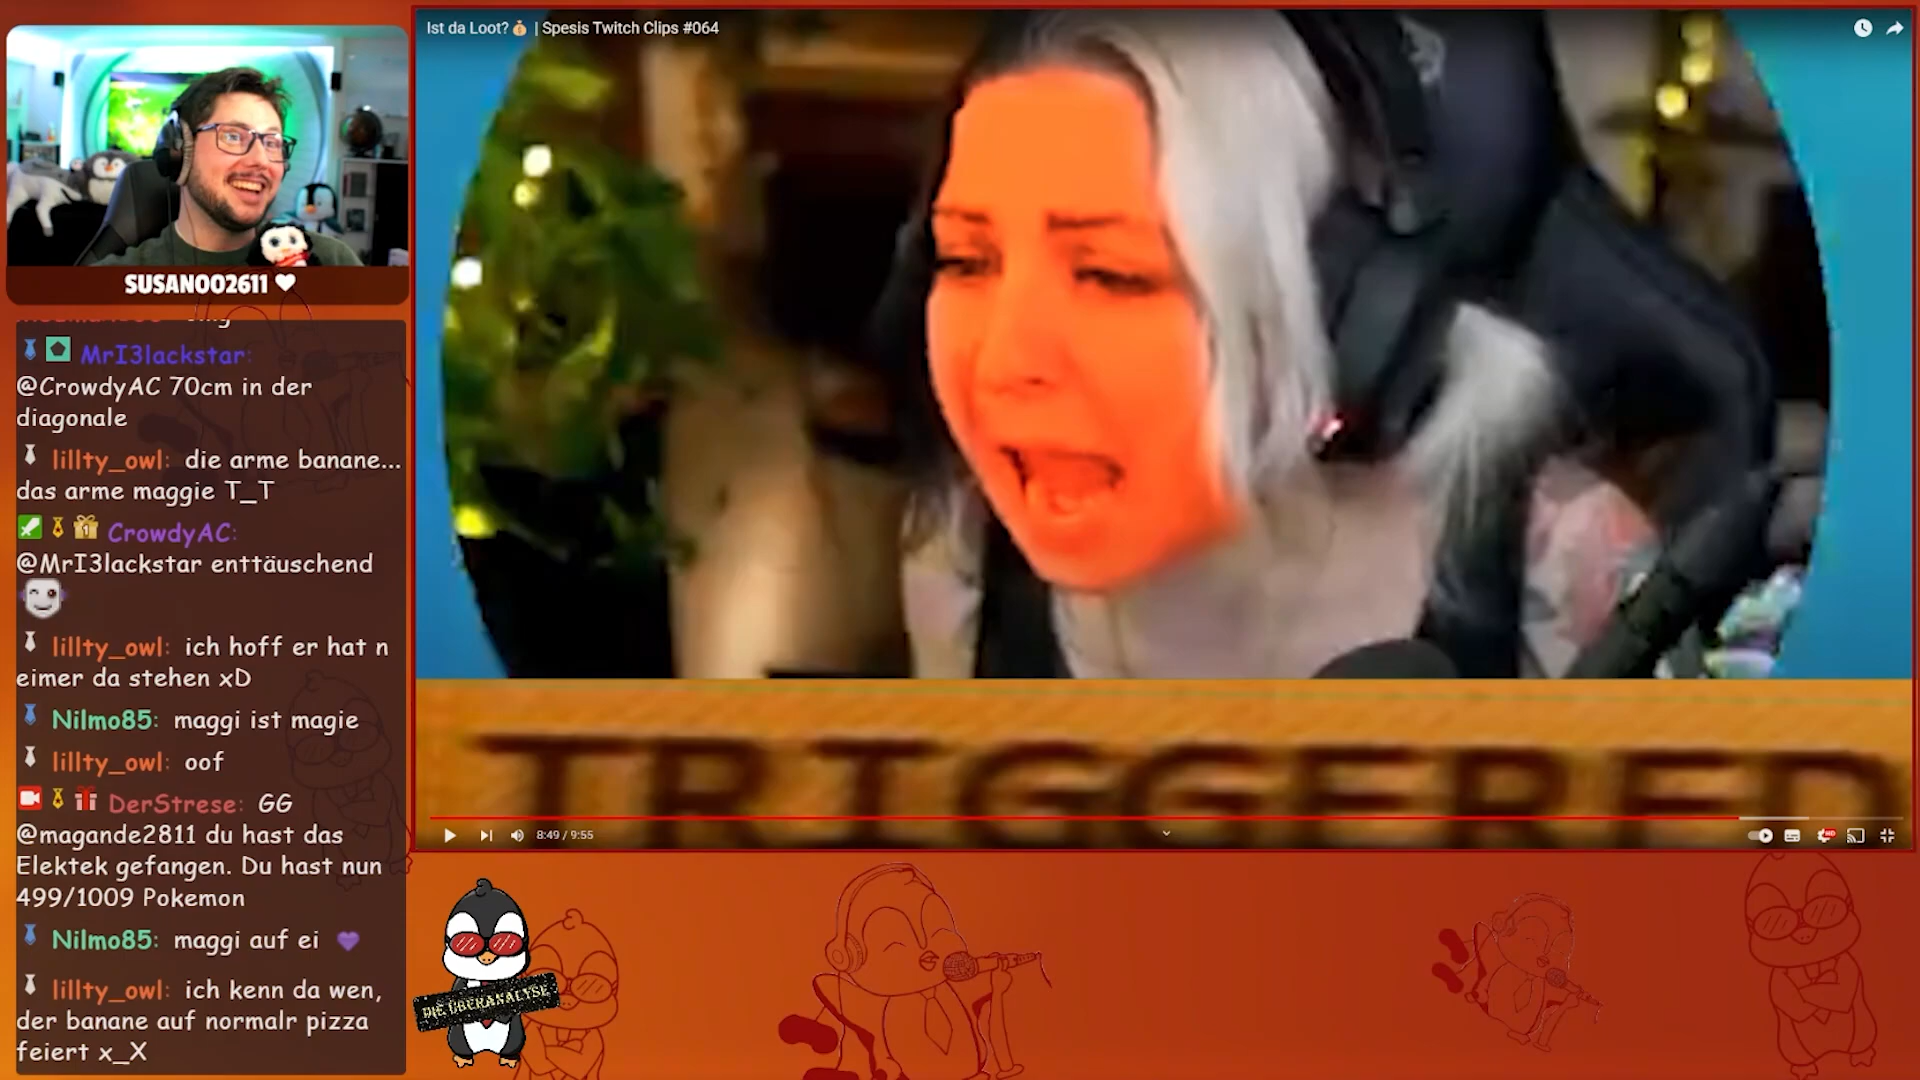 Ist da Loot?💰 | Spesis Twitch Clips #064
SUSANOO2611 ❤
MrI3lackstar:
@CrowdyAC 70cm in der
diagonale
lillty_owl: die arme banane...
das arme maggie T_T
CrowdyAC:
@MrI3lackstar enttäuschend
lillty_owl: ich hoff er hat n
eimer da stehen xD
Nilmo85: maggi ist magie
lillty_owl: oof
DerStrese: GG
@magande2811 du hast das
Elektek gefangen. Du hast nun
499/1009 Pokemon
Nilmo85: maggi auf ei 💜
lillty_owl: ich kenn da wen,
der banane auf normalr pizza
feiert x_X
TRIGGERED
8:49 / 9:55
HD
DIE ÜBERANALYSE